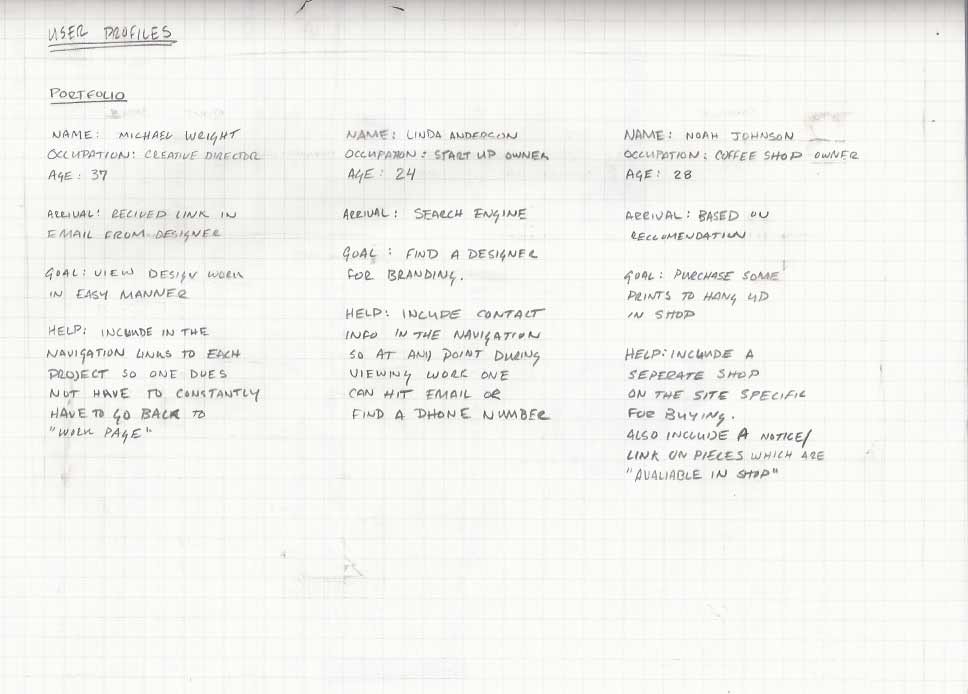 USER PROFILES
PORTFOLIO
NAME: MICHAEL WRIGHT
OCCUPATION: CREATIVE DIRECTOR
AGE: 37
ARRIVAL: RECIVED LINK IN
EMAIL FROM DESIGNER
GOAL: VIEW DESIGN WORK
IN EASY MANNER
HELP: INCLUDE IN THE
NAVIGATION LINKS TO EACH
PROJECT SO ONE DOES
NOT HAVE TO CONSTANTLY
HAVE TO GO BACK TO
"WORK PAGE"
NAME: LINDA ANDERSON
OCCUPATION: START UP OWNER
AGE: 24
ARRIVAL: SEARCH ENGINE
GOAL: FIND A DESIGNER
FOR BRANDING.
HELP: INCLUDE CONTACT
INFO IN THE NAVIGATION
SO AT ANY POINT DURING
VIEWING WORK ONE
CAN HIT EMAIL OR
FIND A PHONE NUMBER
NAME: NOAH JOHNSON
OCCUPATION: COFFEE SHOP OWNER
AGE: 28
ARRIVAL: BASED ON
RECCOMENDATION
GOAL: PURCHASE SOME
PRINTS TO HANG UP
IN SHOP
HELP: INCLUDE A
SEPERATE SHOP
ON THE SITE SPECIFIC
FOR BUYING.
ALSO INCLUDE A NOTICE/
LINK ON PIECES WHICH ARE
"AVALIABLE IN SHOP"